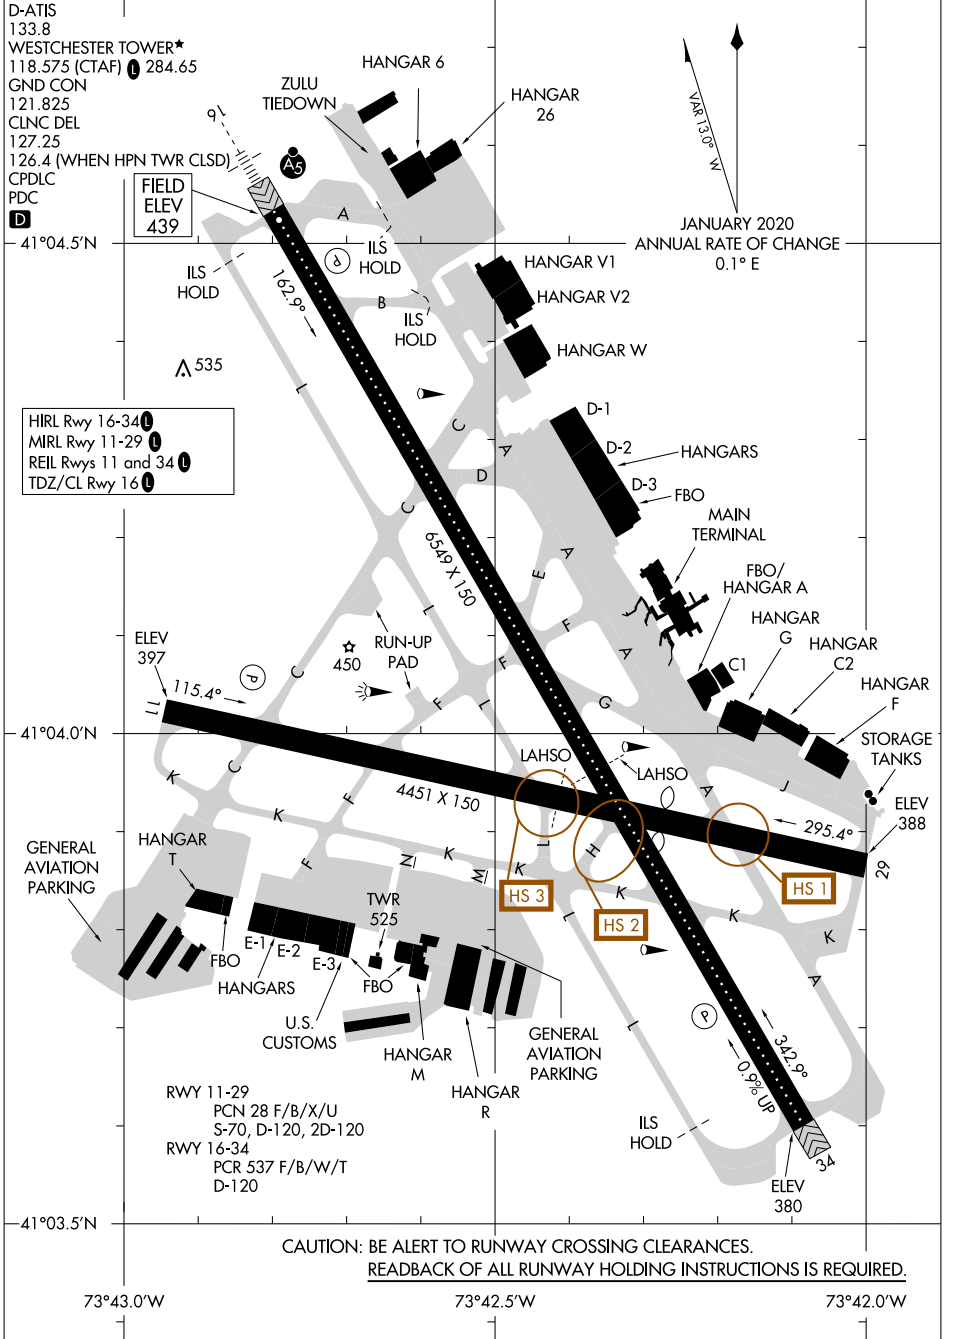 D-ATIS
133.8
WESTCHESTER TOWER★
118.575 (CTAF) L 284.65
GND CON
121.825
CLNC DEL
127.25
126.4 (WHEN HPN TWR CLSD)
CPDLC
PDC
D
HANGAR 6
ZULU
TIEDOWN
HANGAR
26
16
A5
VAR 13.0° W
FIELD
ELEV
439
JANUARY 2020
ANNUAL RATE OF CHANGE
0.1° E
41°04.5'N
A
P
ILS
HOLD
ILS
HOLD
162.9°
B
ILS
HOLD
HANGAR V1
HANGAR V2
HANGAR W
535
L
HIRL Rwy 16-34 L
MIRL Rwy 11-29 L
REIL Rwys 11 and 34 L
TDZ/CL Rwy 16 L
C
A
D
D-1
D-2
D-3
HANGARS
FBO
C
6549 X 150
A
E
MAIN
TERMINAL
FBO/
HANGAR A
L
F
F
A
C1
HANGAR
G
HANGAR
C2
HANGAR
F
ELEV
397
450
RUN-UP
PAD
P
C
115.4°
11
F
L
G
41°04.0'N
LAHSO
LAHSO
STORAGE
TANKS
K
C
F
4451 X 150
A
J
ELEV
388
295.4°
29
K
HANGAR
T
GENERAL
AVIATION
PARKING
F
N
K
M
K
L
H
K
K
K
HS 3
HS 2
HS 1
TWR
525
L
E-1
E-2
E-3
FBO
HANGARS
FBO
U.S.
CUSTOMS
HANGAR
M
HANGAR
R
GENERAL
AVIATION
PARKING
A
P
L
342.9°
0.9% UP
RWY 11-29
PCN 28 F/B/X/U
S-70, D-120, 2D-120
RWY 16-34
PCR 537 F/B/W/T
D-120
ILS
HOLD
34
ELEV
380
41°03.5'N
CAUTION: BE ALERT TO RUNWAY CROSSING CLEARANCES.
READBACK OF ALL RUNWAY HOLDING INSTRUCTIONS IS REQUIRED.
73°43.0'W
73°42.5'W
73°42.0'W